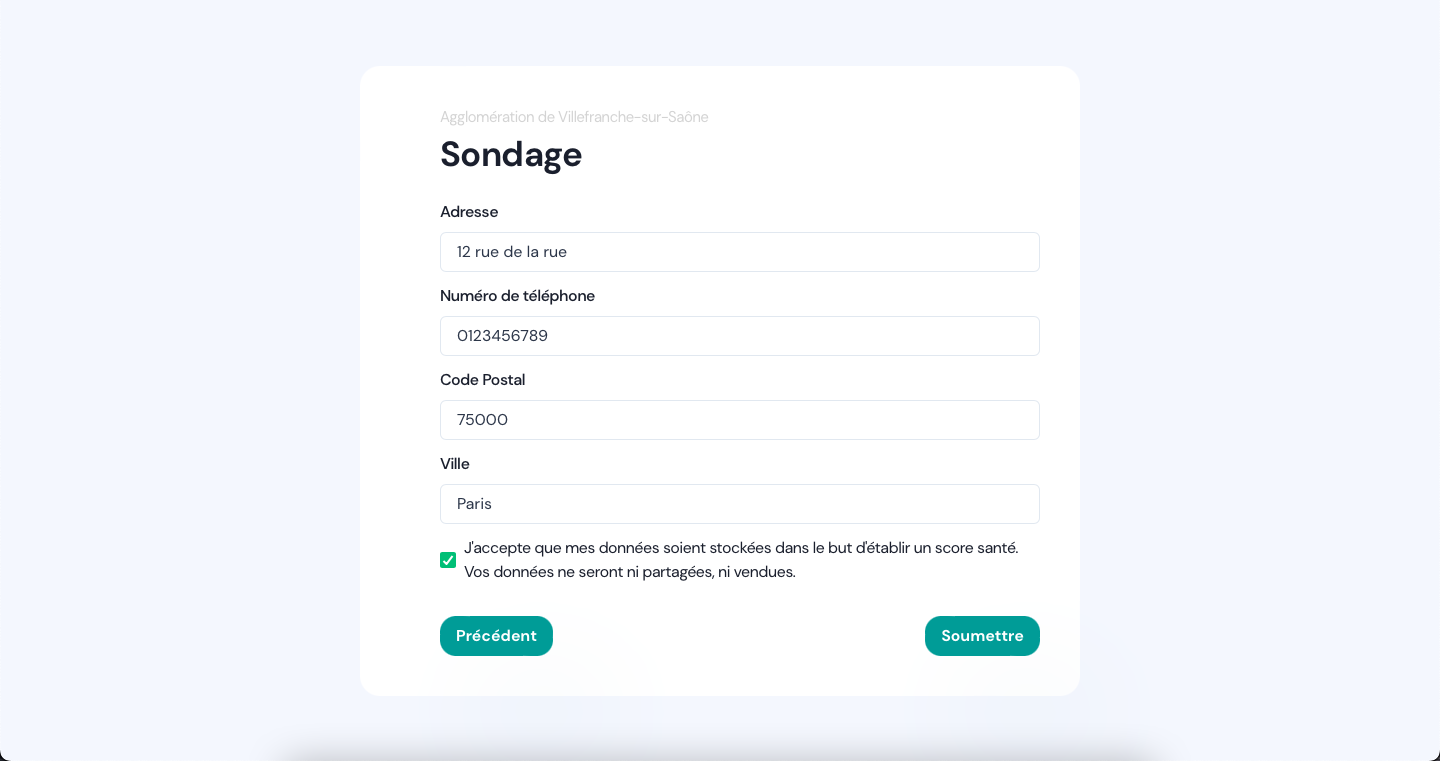 Agglomération de Villefranche-sur-Saône
Sondage
Adresse
12 rue de la rue
Numéro de téléphone
0123456789
Code Postal
75000
Ville
Paris
J'accepte que mes données soient stockées dans le but d'établir un score santé.
Vos données ne seront ni partagées, ni vendues.
Précédent
Soumettre